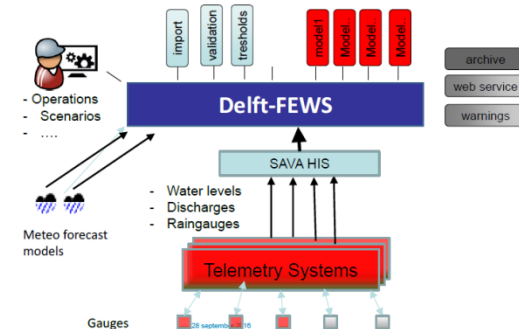 import
validation
tresholds
model1
Model..
Model..
Model..
archive
web service
warnings
- Operations
- Scenarios
- ....
Delft-FEWS
SAVA HIS
- Water levels
- Discharges
- Raingauges
Meteo forecast
models
Telemetry Systems
Gauges